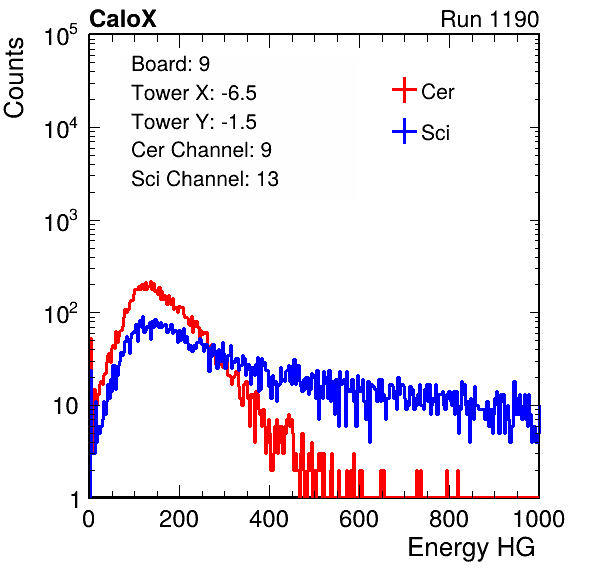 CaloX Run 1190
10^5
Counts
Board: 9
Tower X: -6.5
Tower Y: -1.5
Cer Channel: 9
Sci Channel: 13
Cer
Sci
10^4
10^3
10^2
10
1
0 200 400 600 800 1000
Energy HG